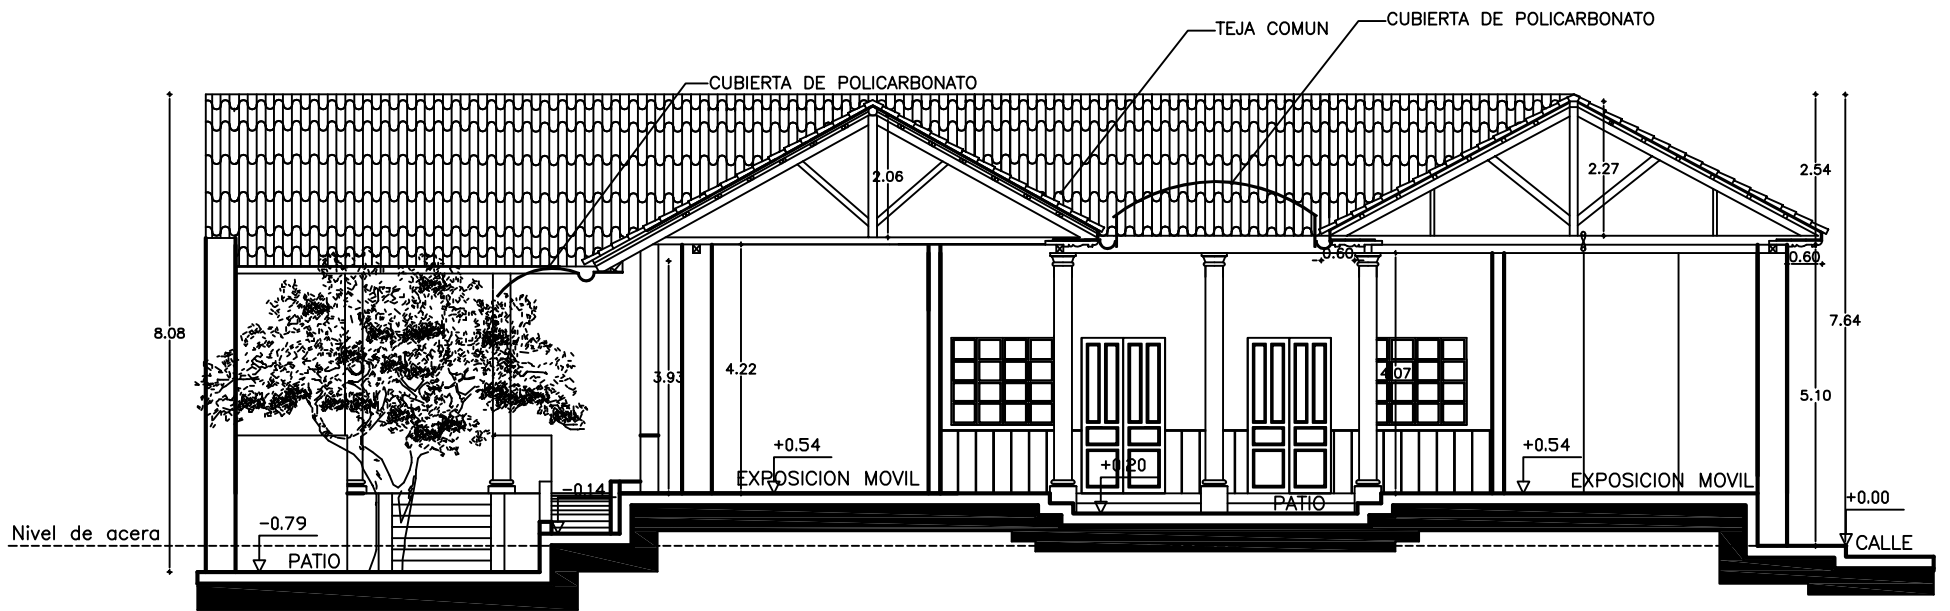 CUBIERTA DE POLICARBONATO
TEJA COMUN
CUBIERTA DE POLICARBONATO
2.06
2.27
2.54
0.60
0.60
8.08
7.64
3.93
4.22
4.07
5.10
+0.54
+0.20
+0.54
EXPOSICION MOVIL
EXPOSICION MOVIL
-0.14
PATIO
+0.00
Nivel de acera
-0.79
PATIO
CALLE